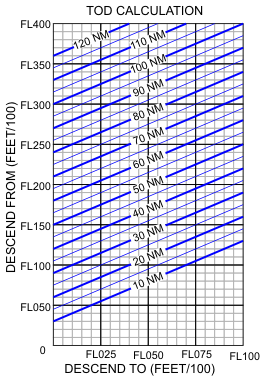 TOD CALCULATION
FL400
120 NM
110 NM
FL350
100 NM
90 NM
FL300
80 NM
FL250
70 NM
60 NM
FL200
50 NM
40 NM
FL150
30 NM
FL100
20 NM
10 NM
FL050
0
FL025
FL050
FL075
FL100
DESCEND FROM (FEET/100)
DESCEND TO (FEET/100)